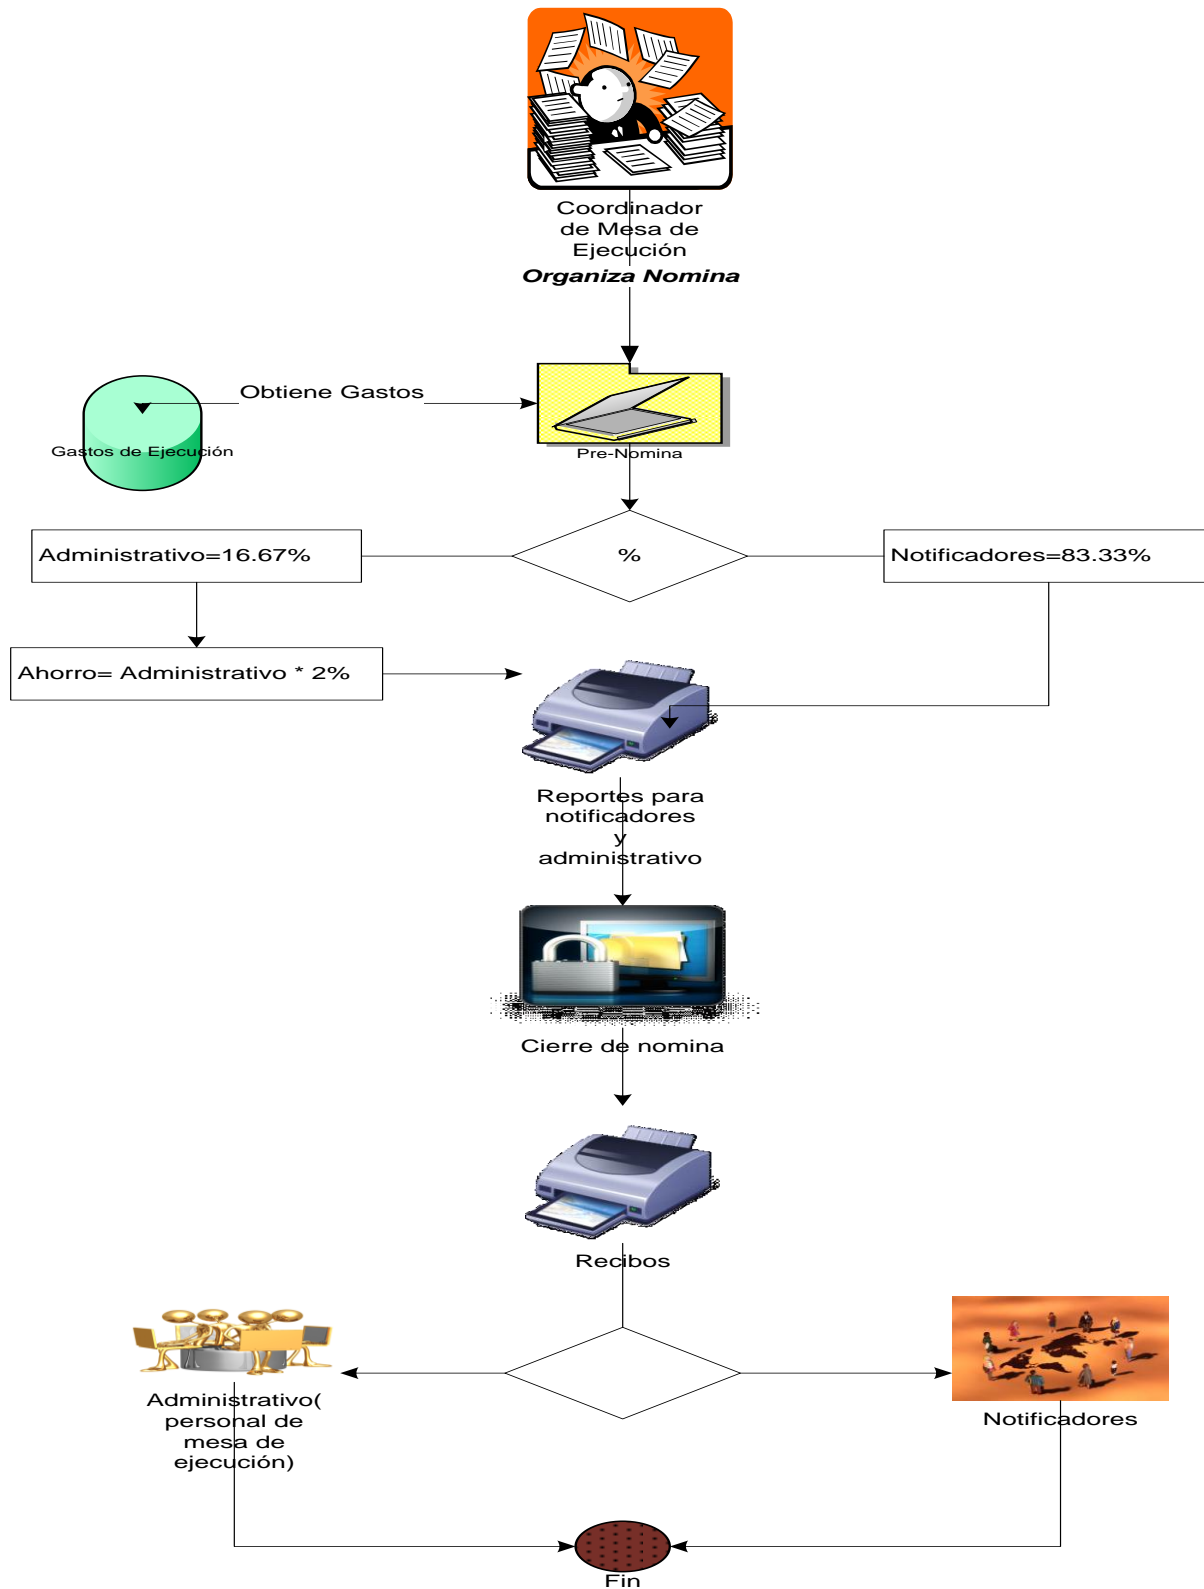 Coordinador
de Mesa de
Ejecución
Organiza Nomina
Obtiene Gastos
Gastos de Ejecución
Pre-Nomina
Administrativo=16.67%
%
Notificadores=83.33%
Ahorro= Administrativo * 2%
Reportes para
notificadores
y
administrativo
Cierre de nomina
Recibos
Administrativo(
personal de
mesa de
ejecución)
Notificadores
Fin